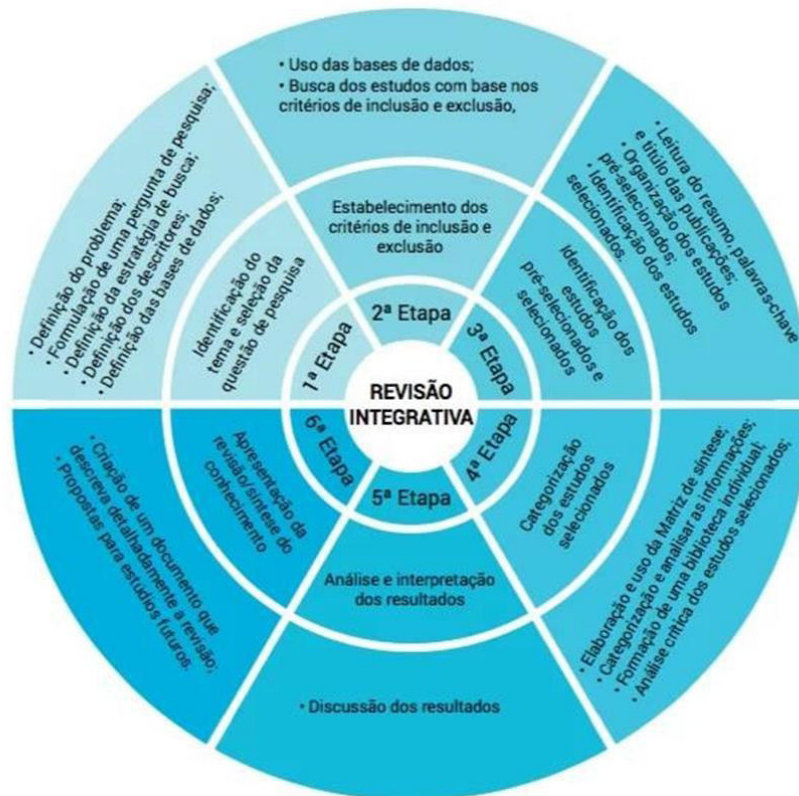 REVISÃO
INTEGRATIVA
1ª Etapa
Identificação do
tema e seleção da
questão de pesquisa
• Definição do problema;
• Formulação de uma pergunta de pesquisa;
• Definição da estratégia de busca;
• Definição dos descritores;
• Definição das bases de dados;
2ª Etapa
Estabelecimento dos
critérios de inclusão e
exclusão
• Uso das bases de dados;
• Busca dos estudos com base nos
critérios de inclusão e exclusão,
3ª Etapa
Identificação dos
estudos
pré-selecionados e
selecionados
• Leitura do resumo, palavras-chave
e titúlo das publicações;
• Organização dos estudos
pré-selecionados;
• Identificação dos estudos
selecionados.
4ª Etapa
Categorização
dos estudos
selecionados
• Elaboração e uso da Matriz de síntese;
• Categorização e analisar as informações;
• Formação de uma biblioteca individual;
• Análise crítica dos estudos selecionados;
5ª Etapa
Análise e interpretação
dos resultados
• Discussão dos resultados
6ª Etapa
Apresentação da
revisão/síntese do
conhecimento
• Criação de um documento que
descreva detalhadamente a revisão;
• Propostas para estúdios futuros.